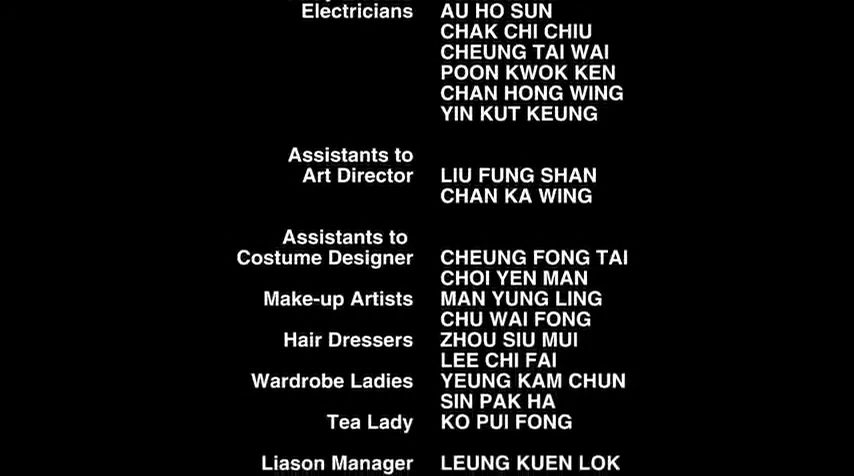 Electricians AU HO SUN
CHAK CHI CHIU
CHEUNG TAI WAI
POON KWOK KEN
CHAN HONG WING
YIN KUT KEUNG
Assistants to
Art Director LIU FUNG SHAN
CHAN KA WING
Assistants to
Costume Designer CHEUNG FONG TAI
CHOI YEN MAN
Make-up Artists MAN YUNG LING
CHU WAI FONG
Hair Dressers ZHOU SIU MUI
LEE CHI FAI
Wardrobe Ladies YEUNG KAM CHUN
SIN PAK HA
Tea Lady KO PUI FONG
Liason Manager LEUNG KUEN LOK